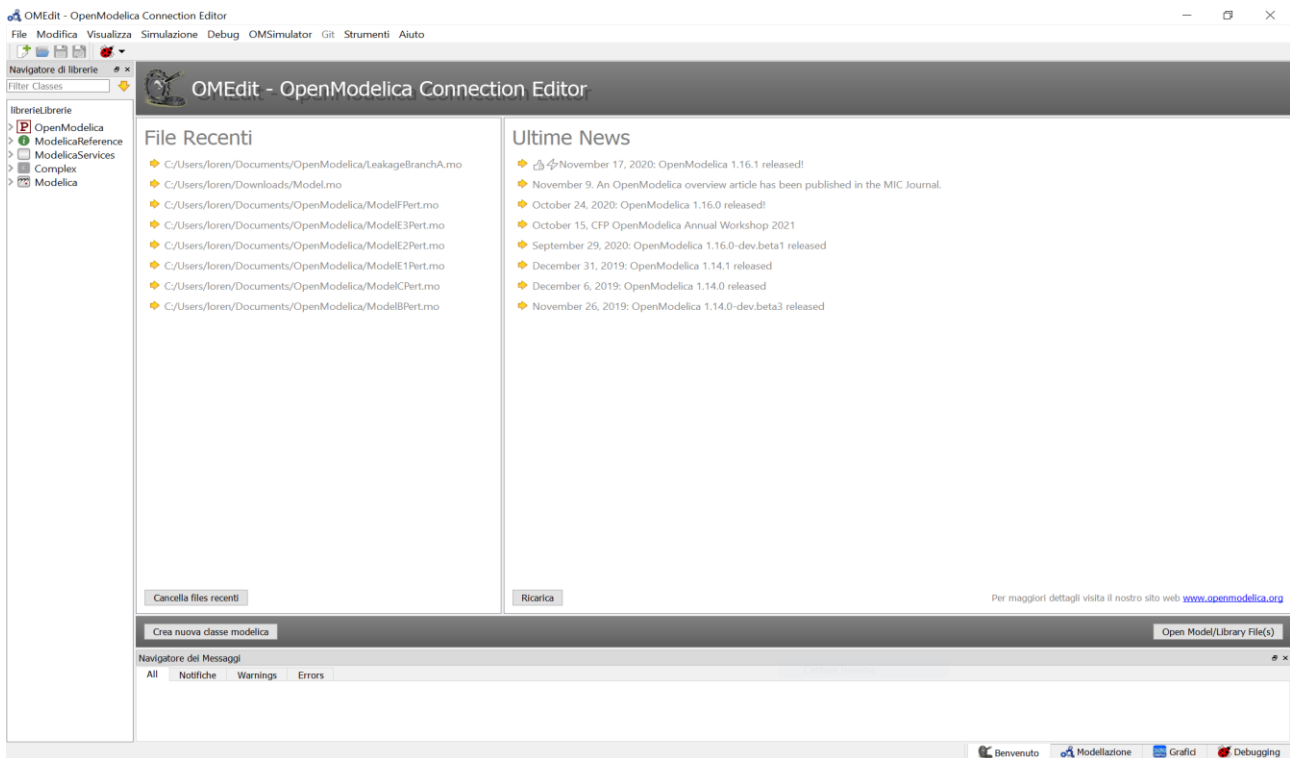 OMEdit - OpenModelica Connection Editor
File Modifica Visualizza Simulazione Debug OMSimulator Git Strumenti Aiuto
Navigatore di librerie
Filter Classes
librerieLibrerie
OpenModelica
ModelicaReference
ModelicaServices
Complex
Modelica
OMEdit - OpenModelica Connection Editor
File Recenti
C:/Users/loren/Documents/OpenModelica/LeakageBranchA.mo
C:/Users/loren/Downloads/Model.mo
C:/Users/loren/Documents/OpenModelica/ModelFPert.mo
C:/Users/loren/Documents/OpenModelica/ModelE3Pert.mo
C:/Users/loren/Documents/OpenModelica/ModelE2Pert.mo
C:/Users/loren/Documents/OpenModelica/ModelE1Pert.mo
C:/Users/loren/Documents/OpenModelica/ModelCPert.mo
C:/Users/loren/Documents/OpenModelica/ModelBPert.mo
Cancella files recenti
Ultime News
November 17, 2020: OpenModelica 1.16.1 released!
November 9. An OpenModelica overview article has been published in the MIC Journal.
October 24, 2020: OpenModelica 1.16.0 released!
October 15, CFP OpenModelica Annual Workshop 2021
September 29, 2020: OpenModelica 1.16.0-dev.beta1 released
December 31, 2019: OpenModelica 1.14.1 released
December 6, 2019: OpenModelica 1.14.0 released
November 26, 2019: OpenModelica 1.14.0-dev.beta3 released
Ricarica
Per maggiori dettagli visita il nostro sito web www.openmodelica.org
Crea nuova classe modelica
Open Model/Library File(s)
Navigatore dei Messaggi
All Notifiche Warnings Errors
Benvenuto Modellazione Grafici Debugging